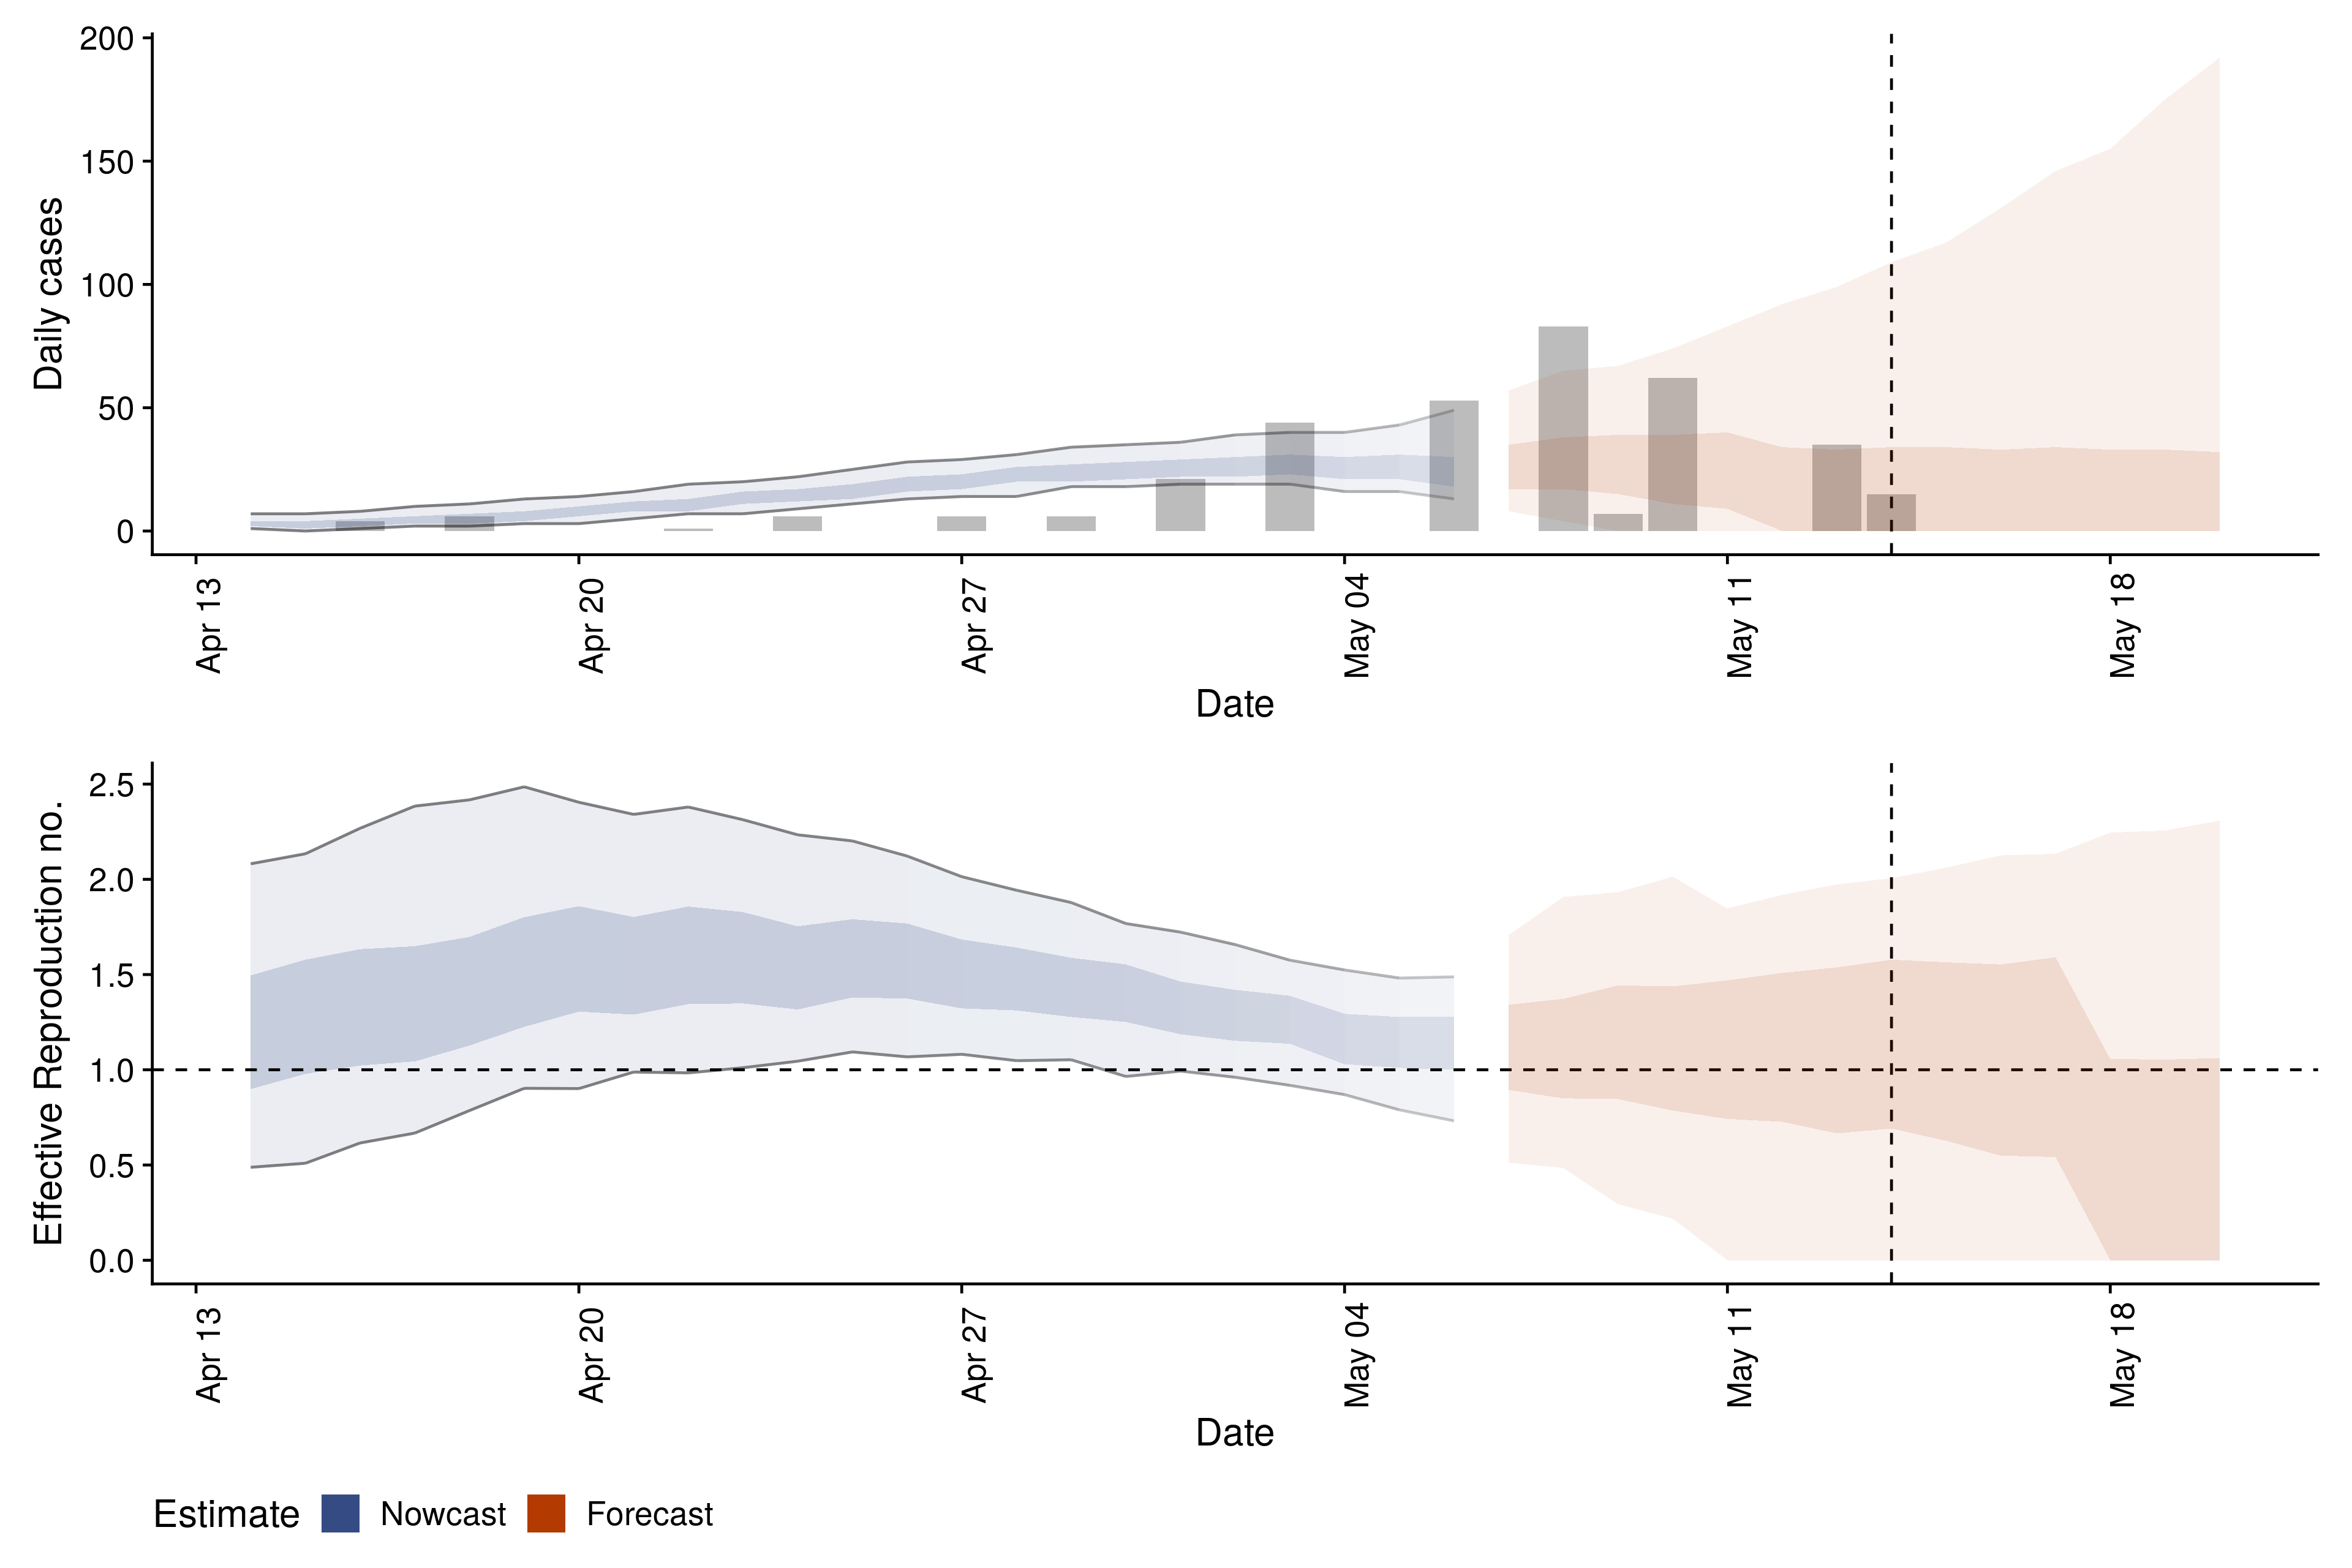 Daily cases
200
150
100
50
0
Apr 13
Apr 20
Apr 27
May 04
May 11
May 18
Date
Effective Reproduction no.
2.5
2.0
1.5
1.0
0.5
0.0
Apr 13
Apr 20
Apr 27
May 04
May 11
May 18
Date
Estimate Nowcast Forecast